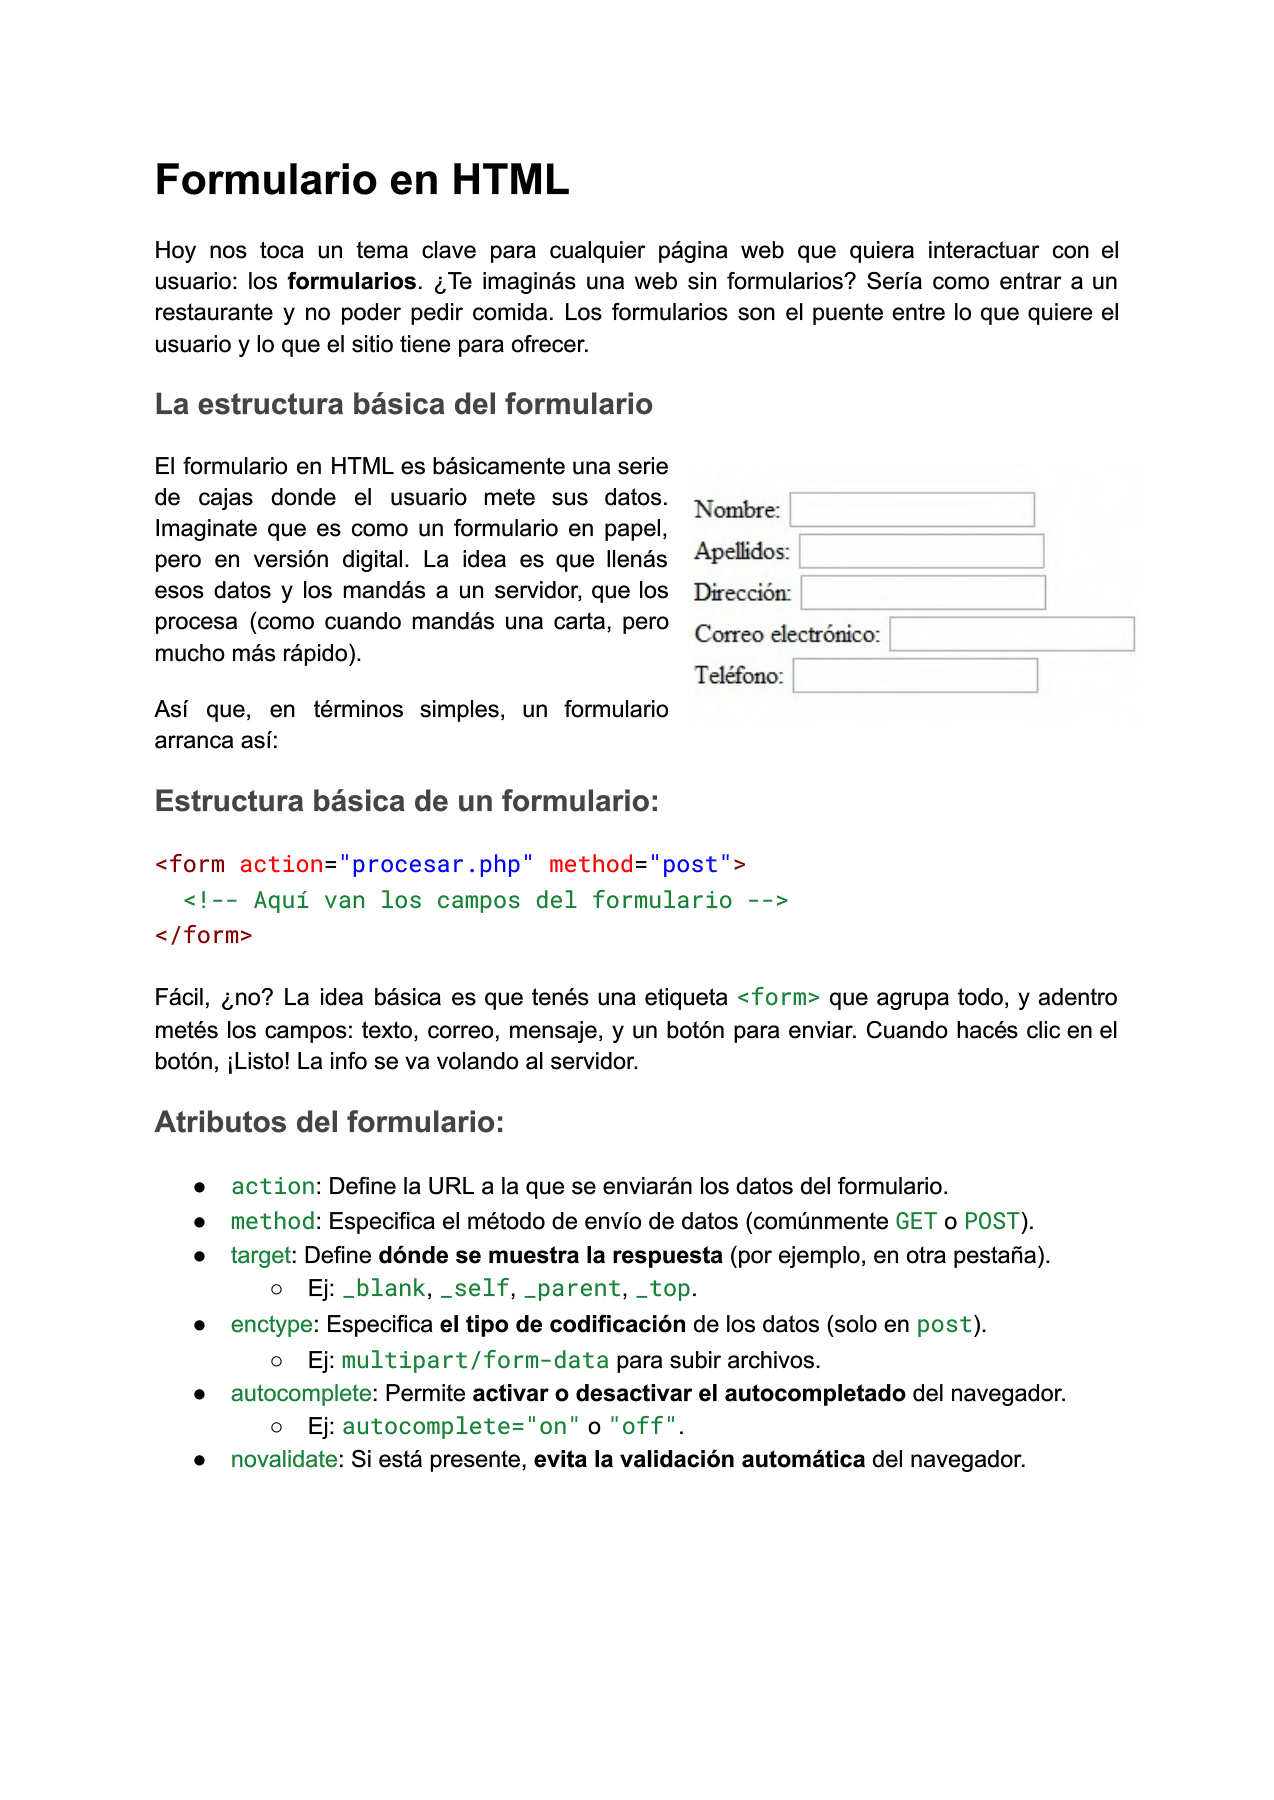 Formulario en HTML
Hoy nos toca un tema clave para cualquier página web que quiera interactuar con el
usuario: los formularios. ¿Te imaginás una web sin formularios? Sería como entrar a un
restaurante y no poder pedir comida. Los formularios son el puente entre lo que quiere el
usuario y lo que el sitio tiene para ofrecer.
La estructura básica del formulario
El formulario en HTML es básicamente una serie
de cajas donde el usuario mete sus datos.
Imaginate que es como un formulario en papel,
pero en versión digital. La idea es que llenás
esos datos y los mandás a un servidor, que los
procesa (como cuando mandás una carta, pero
mucho más rápido).
Así que, en términos simples, un formulario
arranca así:
Nombre:
Apellidos:
Dirección:
Correo electrónico:
Teléfono:
Estructura básica de un formulario:
<form action="procesar.php" method="post">
  <!-- Aquí van los campos del formulario -->
</form>
Fácil, ¿no? La idea básica es que tenés una etiqueta <form> que agrupa todo, y adentro
metés los campos: texto, correo, mensaje, y un botón para enviar. Cuando hacés clic en el
botón, ¡Listo! La info se va volando al servidor.
Atributos del formulario:
● action: Define la URL a la que se enviarán los datos del formulario.
● method: Especifica el método de envío de datos (comúnmente GET o POST).
● target: Define dónde se muestra la respuesta (por ejemplo, en otra pestaña).
○ Ej: _blank, _self, _parent, _top.
● enctype: Especifica el tipo de codificación de los datos (solo en post).
○ Ej: multipart/form-data para subir archivos.
● autocomplete: Permite activar o desactivar el autocompletado del navegador.
○ Ej: autocomplete="on" o "off".
● novalidate: Si está presente, evita la validación automática del navegador.